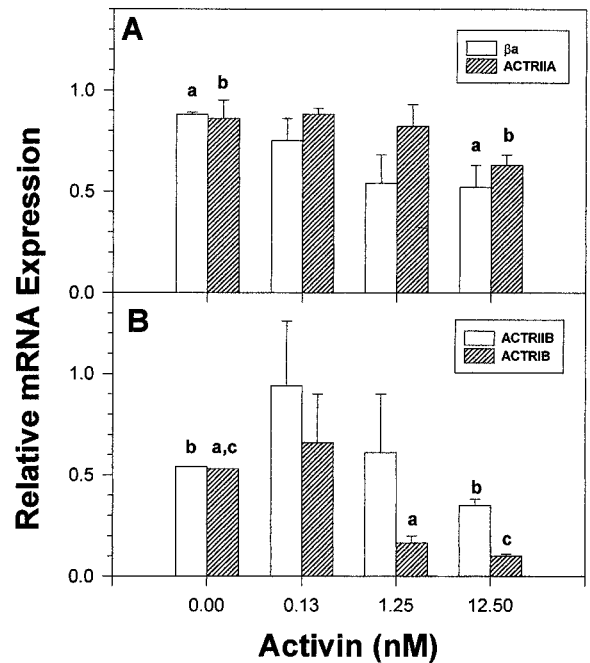 A
βa
ACTRIIA
1.0
0.5
0.0
a
b
a
b
B
ACTRIIB
ACTRIB
1.0
0.5
0.0
b
a,c
a
b
c
0.00
0.13
1.25
12.50
Relative mRNA Expression
Activin (nM)